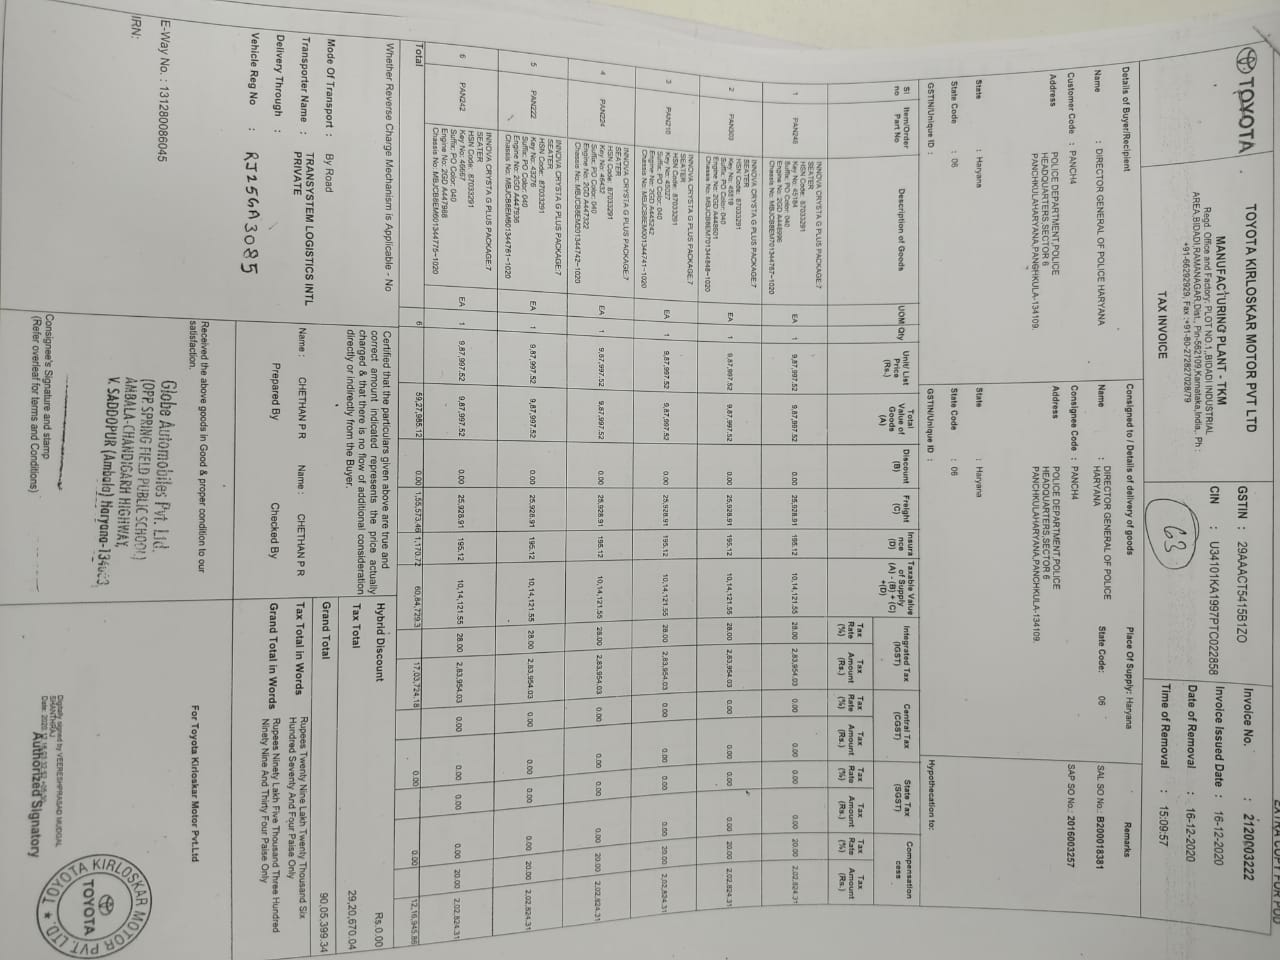 EXTRA COPY FOR POD
TOYOTA
TOYOTA KIRLOSKAR MOTOR PVT LTD
MANUFACTURING PLANT - TKM
Regd. Office and Factory: PLOT NO.1,,BIDADI INDUSTRIAL
AREA,BIDADI,RAMANAGAR,Dist., Pin-562109,Karnataka,India,. Ph :
+91-66292929, Fax :+91-80-272827028/79
TAX INVOICE
GSTIN : 29AAACT5415B1ZO
CIN : U34101KA1997PTC022858
63
Invoice No. : 2120003222
Invoice Issued Date : 16-12-2020
Date of Removal : 16-12-2020
Time of Removal : 15:09:57
Details of Buyer/Recipient
Name : DIRECTOR GENERAL OF POLICE HARYANA
Customer Code : PANCH4
Address POLICE DEPARTMENT,POLICE
HEADQUARTERS,SECTOR 6
PANCHKULAHARYANA,PANCHKULA-134109.
State : Haryana
State Code : 06
GSTIN/Unique ID :
Consigned to / Details of delivery of goods
Place Of Supply: Haryana
Name : DIRECTOR GENERAL OF POLICE
HARYANA
State Code: 06
Consignee Code : PANCH4
Address POLICE DEPARTMENT,POLICE
HEADQUARTERS,SECTOR 6
PANCHKULAHARYANA,PANCHKULA-134109.
State : Haryana
State Code : 06
GSTIN/Unique ID :
Remarks
SAL SO No.: B200018381
SAP SO No.: 2016003257
Hypothecation to:
Sl no Item/Order Part No Description of Goods UOM Qty Unit/ List Price (Rs.) Total Value of Goods (A) Discount (B) Freight (C) Insura nce (D) Taxable Value of Supply (A) - (B) + (C) +(D) Integrated Tax (IGST) Central Tax (CGST) State Tax (SGST) Compensation cess
Tax Rate (%) Tax Amount (Rs.) Tax Rate (%) Tax Amount (Rs.) Tax Rate (%) Tax Amount (Rs.) Tax Rate (%) Tax Amount (Rs.)
INNOVA CRYSTA G PLUS PACKAGE:7
SEATER
HSN Code: 87033291
1 PAN248 Key No: 45184 EA 1 9,87,997.52 9,87,997.52 0.00 25,928.91 195.12 10,14,121.55 28.00 2,83,954.03 0.00 0.00 0.00 0.00 20.00 2,02,824.31
Suffix: PO Color: 040
Engine No: 2GD A448996
Chassis No: MBJCB8EM701344767-1020
INNOVA CRYSTA G PLUS PACKAGE:7
SEATER
HSN Code: 87033291
2 PAN303 Key No: 45519 EA 1 9,87,997.52 9,87,997.52 0.00 25,928.91 195.12 10,14,121.55 28.00 2,83,954.03 0.00 0.00 0.00 0.00 20.00 2,02,824.31
Suffix: PO Color: 040
Engine No: 2GD A448601
Chassis No: MBJCB8EM701344848-1020
INNOVA CRYSTA G PLUS PACKAGE:7
SEATER
HSN Code: 87033291
3 PAN210 Key No: 45027 EA 1 9,87,997.52 9,87,997.52 0.00 25,928.91 195.12 10,14,121.55 28.00 2,83,954.03 0.00 0.00 0.00 0.00 20.00 2,02,824.31
Suffix: PO Color: 040
Engine No: 2GD A445242
Chassis No: MBJCB8EM001344741-1020
INNOVA CRYSTA G PLUS PACKAGE:7
SEATER
HSN Code: 87033291
4 PAN224 Key No: 46432 EA 1 9,87,997.52 9,87,997.52 0.00 25,928.91 195.12 10,14,121.55 28.00 2,83,954.03 0.00 0.00 0.00 0.00 20.00 2,02,824.31
Suffix: PO Color: 040
Engine No: 2GD A447322
Chassis No: MBJCB8EM201344742-1020
INNOVA CRYSTA G PLUS PACKAGE:7
SEATER
HSN Code: 87033291
5 PAN222 Key No: 43276 EA 1 9,87,997.52 9,87,997.52 0.00 25,928.91 195.12 10,14,121.55 28.00 2,83,954.03 0.00 0.00 0.00 0.00 20.00 2,02,824.31
Suffix: PO Color: 040
Engine No: 2GD A447936
Chassis No: MBJCB8EM601344761-1020
INNOVA CRYSTA G PLUS PACKAGE:7
SEATER
HSN Code: 87033291
6 PAN242 Key No: 46667 EA 1 9,87,997.52 9,87,997.52 0.00 25,928.91 195.12 10,14,121.55 28.00 2,83,954.03 0.00 0.00 0.00 0.00 20.00 2,02,824.31
Suffix: PO Color: 040
Engine No: 2GD A447988
Chassis No: MBJCB8EM601344775-1020
Total 6 59,27,985.12 0.00 1,55,573.46 1,170.72 60,84,729.3 17,03,724.18 0.00 0.00 12,16,945.86
Whether Reverse Charge Mechanism is Applicable - No
Mode Of Transport : By Road
Transporter Name : TRANSYSTEM LOGISTICS INTL
PRIVATE
Delivery Through :
Vehicle Reg No : RJ25GA3085
E-Way No. : 131280086045
IRN:
Certified that the particulars given above are true and
correct amount indicated represents the price actually
charged & that there is no flow of additional consideration
directly or indirectly from the Buyer.
Name : CHETHAN P R Name : CHETHAN P R
Prepared By Checked By
Hybrid Discount Rs.0.00
Tax Total 29,20,670.04
Grand Total 90,05,399.34
Tax Total in Words Rupees Twenty Nine Lakh Twenty Thousand Six
Hundred Seventy And Four Paise Only
Grand Total in Words Rupees Ninety Lakh Five Thousand Three Hundred
Ninety Nine And Thirty Four Paise Only
Received the above goods in Good & proper condition to our
satisfaction.
Globe Automobiles Pvt. Ltd.
(OPP. SPRING FIELD PUBLIC SCHOOL)
AMBALA-CHANDIGARH HIGHWAY,
V. SADDOPUR (Ambala) Haryana-134003
Consignee's Signature and stamp
(Refer overleaf for terms and Conditions)
For Toyota Kirloskar Motor Pvt.Ltd
TOYOTA KIRLOSKAR MOTOR PVT. LTD.
TOYOTA
Digitally signed by VEERESHPRASAD MUDGAL
SHANTHRAJ
Authorized Signatory